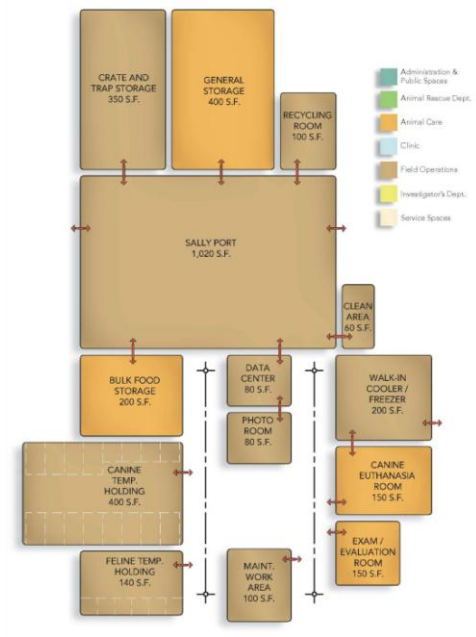 CRATE AND
TRAP STORAGE
350 S.F.
GENERAL
STORAGE
400 S.F.
RECYCLING
ROOM
100 S.F.
Administration &
Public Spaces
Animal Rescue Dept.
Animal Care
Clinic
Field Operations
Investigator's Dept.
Service Spaces
SALLY PORT
1,020 S.F.
CLEAN
AREA
60 S.F.
BULK FOOD
STORAGE
200 S.F.
DATA
CENTER
80 S.F.
WALK-IN
COOLER /
FREEZER
200 S.F.
PHOTO
ROOM
80 S.F.
CANINE
TEMP.
HOLDING
400 S.F.
CANINE
EUTHANASIA
ROOM
150 S.F.
EXAM /
EVALUATION
ROOM
150 S.F.
FELINE TEMP.
HOLDING
140 S.F.
MAINT.
WORK
AREA
100 S.F.